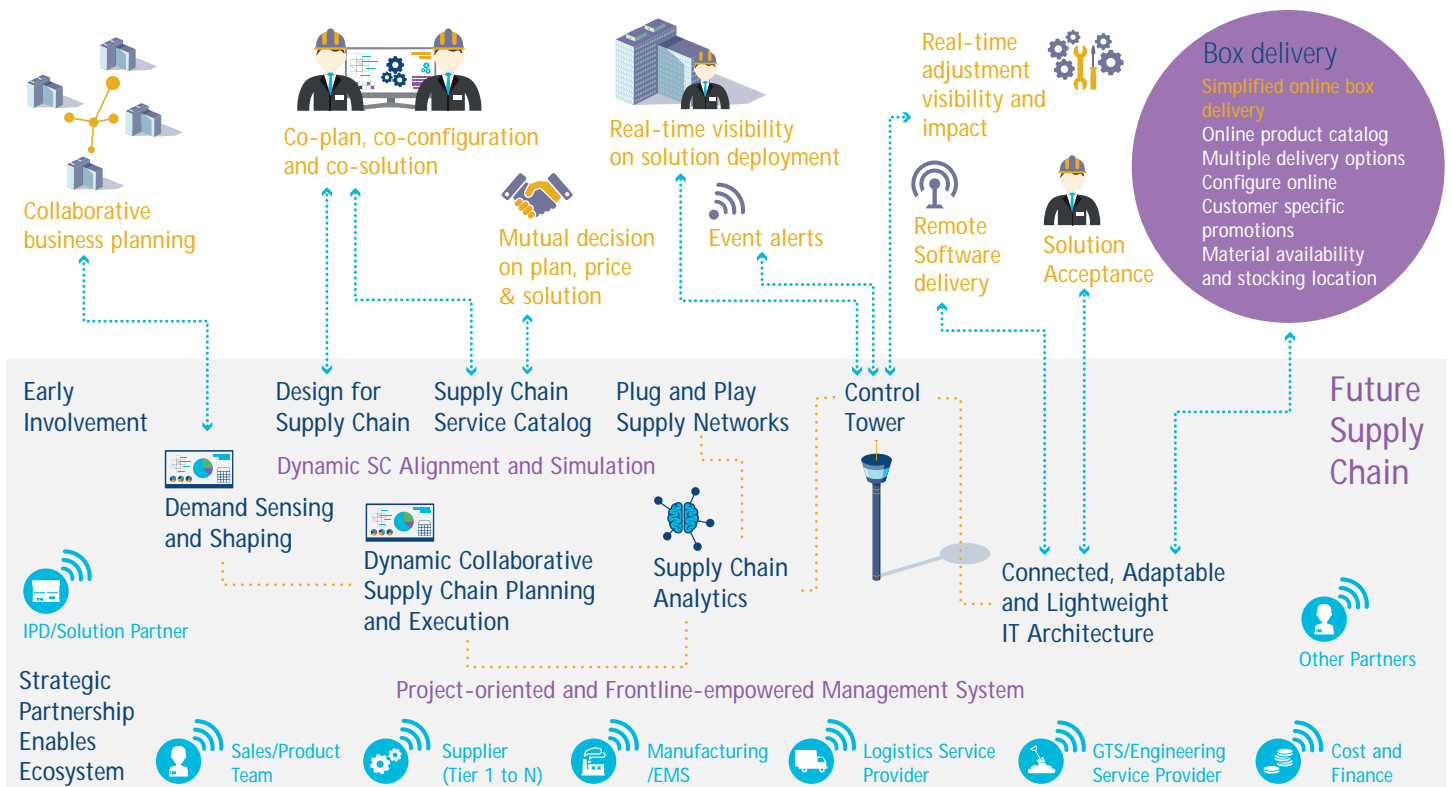 Collaborative
business planning
Co-plan, co-configuration
and co-solution
Mutual decision
on plan, price
& solution
Real-time visibility
on solution deployment
Event alerts
Real-time
adjustment
visibility and
impact
Remote
Software
delivery
Solution
Acceptance
Box delivery
Simplified online box
delivery
Online product catalog
Multiple delivery options
Configure online
Customer specific
promotions
Material availability
and stocking location
Early
Involvement
Design for
Supply Chain
Supply Chain
Service Catalog
Plug and Play
Supply Networks
Control
Tower
Future
Supply
Chain
Dynamic SC Alignment and Simulation
Demand Sensing
and Shaping
Dynamic Collaborative
Supply Chain Planning
and Execution
Supply Chain
Analytics
Connected, Adaptable
and Lightweight
IT Architecture
IPD/Solution Partner
Other Partners
Strategic
Partnership
Enables
Ecosystem
Project-oriented and Frontline-empowered Management System
Sales/Product
Team
Supplier
(Tier 1 to N)
Manufacturing
/EMS
Logistics Service
Provider
GTS/Engineering
Service Provider
Cost and
Finance